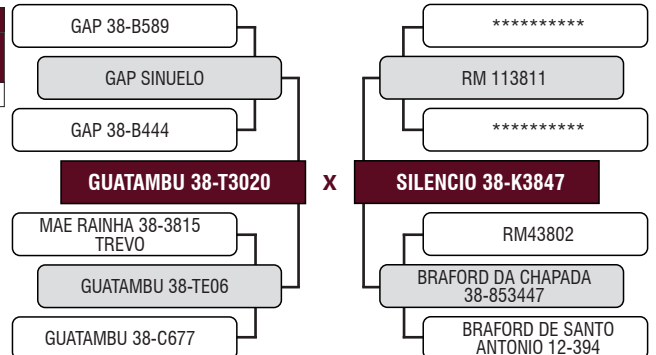 GAP 38-B589
GAP SINUELO
GAP 38-B444
GUATAMBU 38-T3020
MAE RAINHA 38-3815
TREVO
GUATAMBU 38-TE06
GUATAMBU 38-C677
X
**********
RM 113811
**********
SILENCIO 38-K3847
RM43802
BRAFORD DA CHAPADA
38-853447
BRAFORD DE SANTO
ANTONIO 12-394